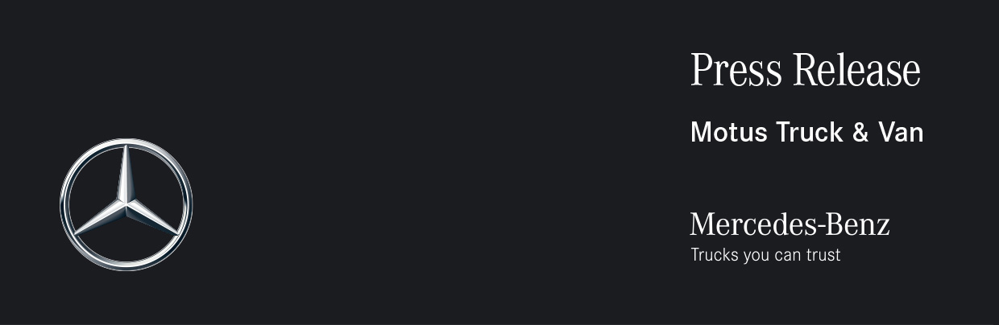 Press Release
Motus Truck & Van
Mercedes-Benz
Trucks you can trust